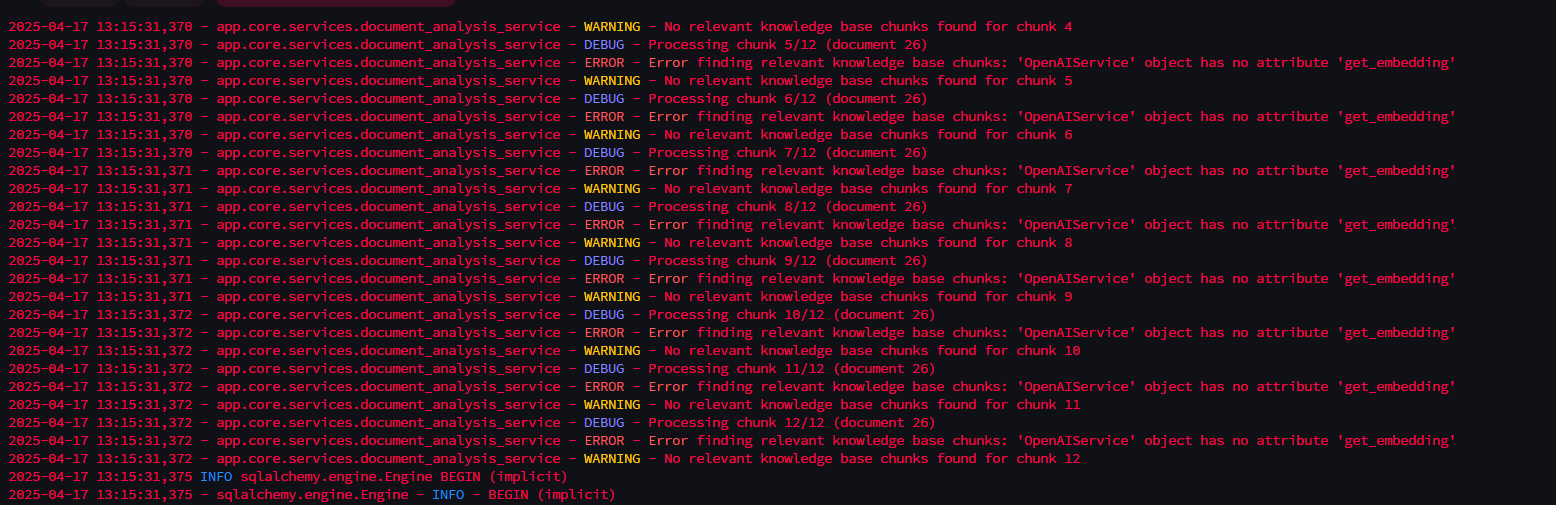 2025-04-17 13:15:31,370 - app.core.services.document_analysis_service - WARNING - No relevant knowledge base chunks found for chunk 4
2025-04-17 13:15:31,370 - app.core.services.document_analysis_service - DEBUG - Processing chunk 5/12 (document 26)
2025-04-17 13:15:31,370 - app.core.services.document_analysis_service - ERROR - Error finding relevant knowledge base chunks: 'OpenAIService' object has no attribute 'get_embedding'
2025-04-17 13:15:31,370 - app.core.services.document_analysis_service - WARNING - No relevant knowledge base chunks found for chunk 5
2025-04-17 13:15:31,370 - app.core.services.document_analysis_service - DEBUG - Processing chunk 6/12 (document 26)
2025-04-17 13:15:31,370 - app.core.services.document_analysis_service - ERROR - Error finding relevant knowledge base chunks: 'OpenAIService' object has no attribute 'get_embedding'
2025-04-17 13:15:31,370 - app.core.services.document_analysis_service - WARNING - No relevant knowledge base chunks found for chunk 6
2025-04-17 13:15:31,370 - app.core.services.document_analysis_service - DEBUG - Processing chunk 7/12 (document 26)
2025-04-17 13:15:31,371 - app.core.services.document_analysis_service - ERROR - Error finding relevant knowledge base chunks: 'OpenAIService' object has no attribute 'get_embedding'
2025-04-17 13:15:31,371 - app.core.services.document_analysis_service - WARNING - No relevant knowledge base chunks found for chunk 7
2025-04-17 13:15:31,371 - app.core.services.document_analysis_service - DEBUG - Processing chunk 8/12 (document 26)
2025-04-17 13:15:31,371 - app.core.services.document_analysis_service - ERROR - Error finding relevant knowledge base chunks: 'OpenAIService' object has no attribute 'get_embedding'
2025-04-17 13:15:31,371 - app.core.services.document_analysis_service - WARNING - No relevant knowledge base chunks found for chunk 8
2025-04-17 13:15:31,371 - app.core.services.document_analysis_service - DEBUG - Processing chunk 9/12 (document 26)
2025-04-17 13:15:31,371 - app.core.services.document_analysis_service - ERROR - Error finding relevant knowledge base chunks: 'OpenAIService' object has no attribute 'get_embedding'
2025-04-17 13:15:31,371 - app.core.services.document_analysis_service - WARNING - No relevant knowledge base chunks found for chunk 9
2025-04-17 13:15:31,372 - app.core.services.document_analysis_service - DEBUG - Processing chunk 10/12 (document 26)
2025-04-17 13:15:31,372 - app.core.services.document_analysis_service - ERROR - Error finding relevant knowledge base chunks: 'OpenAIService' object has no attribute 'get_embedding'
2025-04-17 13:15:31,372 - app.core.services.document_analysis_service - WARNING - No relevant knowledge base chunks found for chunk 10
2025-04-17 13:15:31,372 - app.core.services.document_analysis_service - DEBUG - Processing chunk 11/12 (document 26)
2025-04-17 13:15:31,372 - app.core.services.document_analysis_service - ERROR - Error finding relevant knowledge base chunks: 'OpenAIService' object has no attribute 'get_embedding'
2025-04-17 13:15:31,372 - app.core.services.document_analysis_service - WARNING - No relevant knowledge base chunks found for chunk 11
2025-04-17 13:15:31,372 - app.core.services.document_analysis_service - DEBUG - Processing chunk 12/12 (document 26)
2025-04-17 13:15:31,372 - app.core.services.document_analysis_service - ERROR - Error finding relevant knowledge base chunks: 'OpenAIService' object has no attribute 'get_embedding'
2025-04-17 13:15:31,372 - app.core.services.document_analysis_service - WARNING - No relevant knowledge base chunks found for chunk 12
2025-04-17 13:15:31,375 INFO sqlalchemy.engine.Engine BEGIN (implicit)
2025-04-17 13:15:31,375 - sqlalchemy.engine.Engine - INFO - BEGIN (implicit)